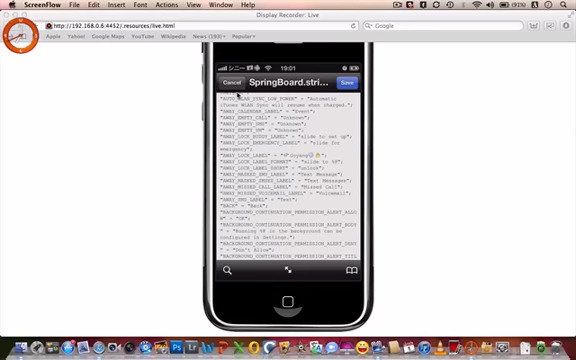 ScreenFlow File Edit Insert Font Actions Arrange View Window Help (91%)
Display Recorder: Live
http://192.168.0.6:4452/.resources/live.html
Google
Apple Yahoo! Google Maps YouTube Wikipedia News (193) Popular
19:01
Cancel SpringBoard.stri... Save
"AUTO_WLAN_SYNC_LOW_POWER" = "Automatic
iTunes WLAN Sync will resume when charged.";
"AWAY_CALENDAR_LABEL" = "Event";
"AWAY_EMPTY_CALL" = "Unknown";
"AWAY_EMPTY_SMS" = "Unknown";
"AWAY_EMPTY_VM" = "Unknown";
"AWAY_LOCK_BUDDY_LABEL" = "slide to set up";
"AWAY_LOCK_EMERGENCY_LABEL" = "slide for
emergency";
"AWAY_LOCK_LABEL" =
"AWAY_LOCK_LABEL_FORMAT" = "slide to %@";
"AWAY_LOCK_LABEL_SHORT" = "unlock";
"AWAY_MASKED_SMS_LABEL" = "Text Message";
"AWAY_MASKED_SMSES_LABEL" = "Text Messages";
"AWAY_MISSED_CALL_LABEL" = "Missed Call";
"AWAY_MISSED_VOICEMAIL_LABEL" = "Voicemail";
"AWAY_SMS_LABEL" = "Text";
"BACK" = "Back";
"BACKGROUND_CONTINUATION_PERMISSION_ALERT_ALLO
W" = "OK";
"BACKGROUND_CONTINUATION_PERMISSION_ALERT_BODY
" = "Running %@ in the background can be
configured in Settings.";
"BACKGROUND_CONTINUATION_PERMISSION_ALERT_DENY
" = "Don't Allow";
"BACKGROUND_CONTINUATION_PERMISSION_ALERT_TITL